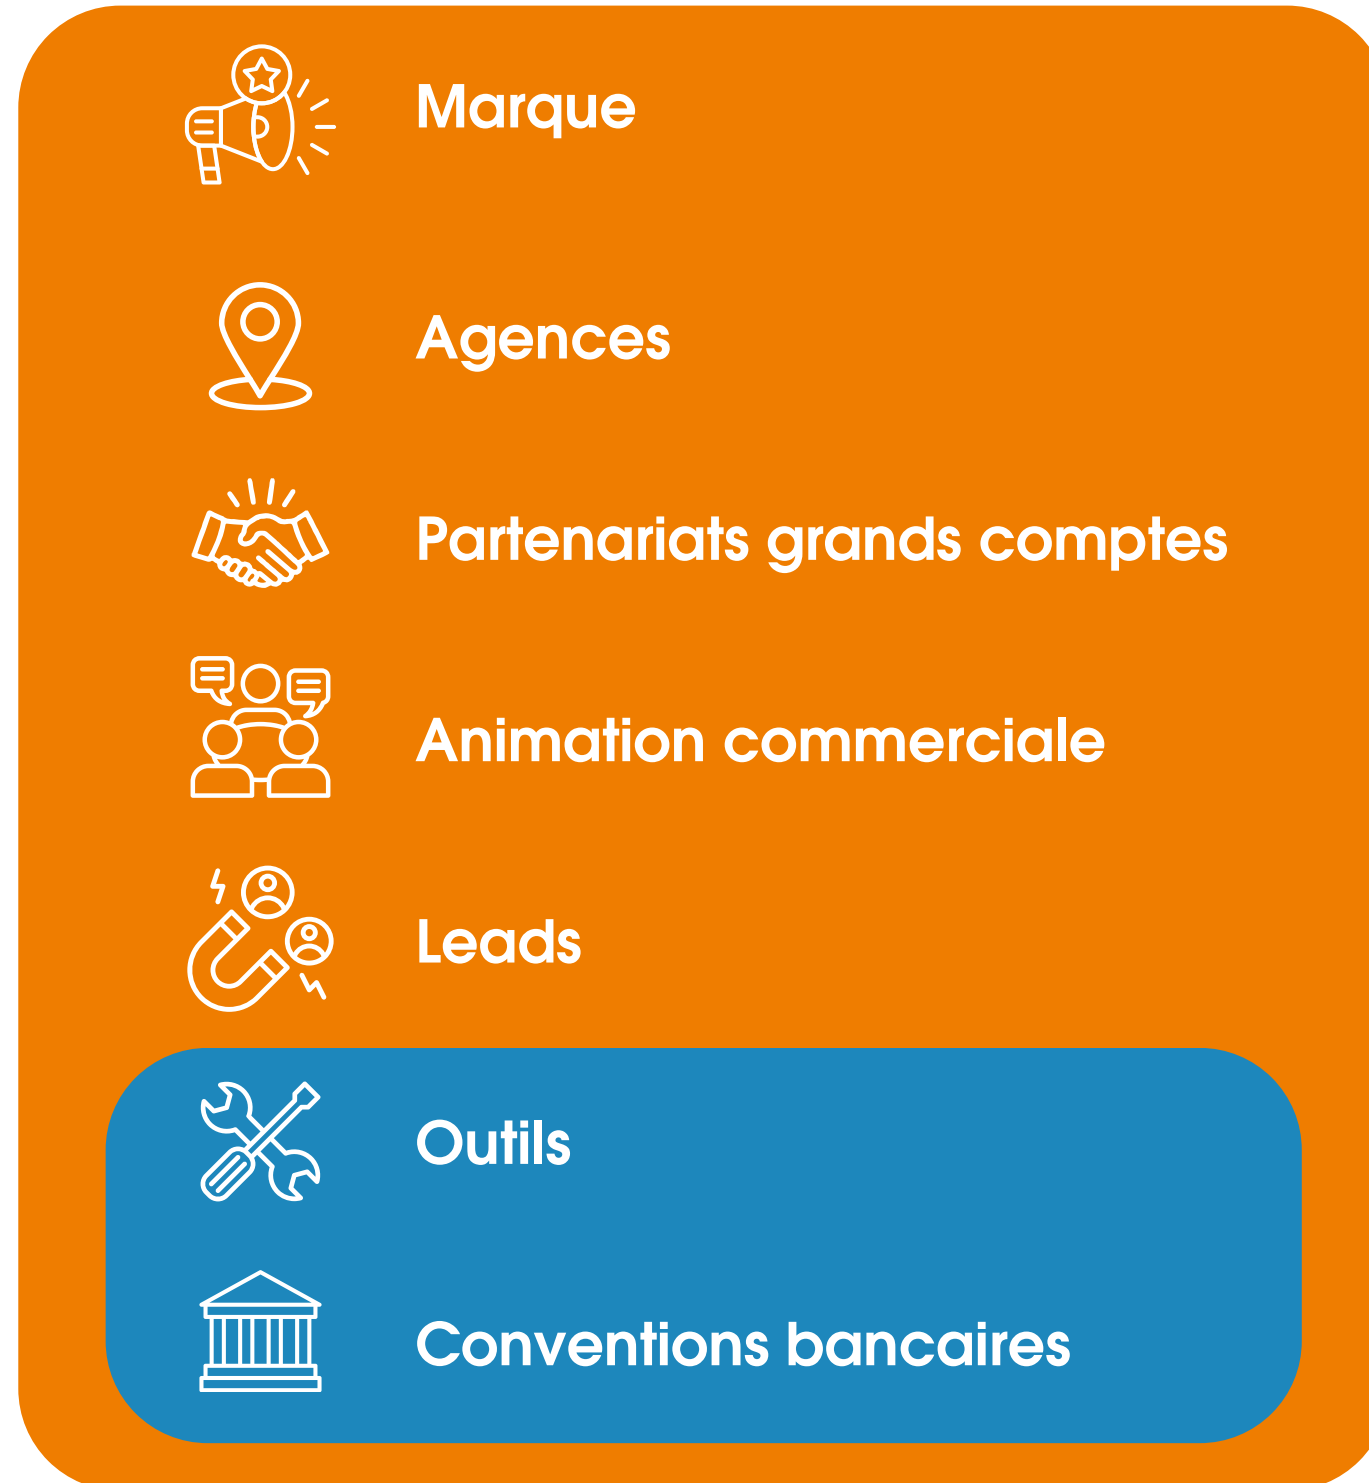 Marque
Agences
Partenariats grands comptes
Animation commerciale
Leads
Outils
Conventions bancaires